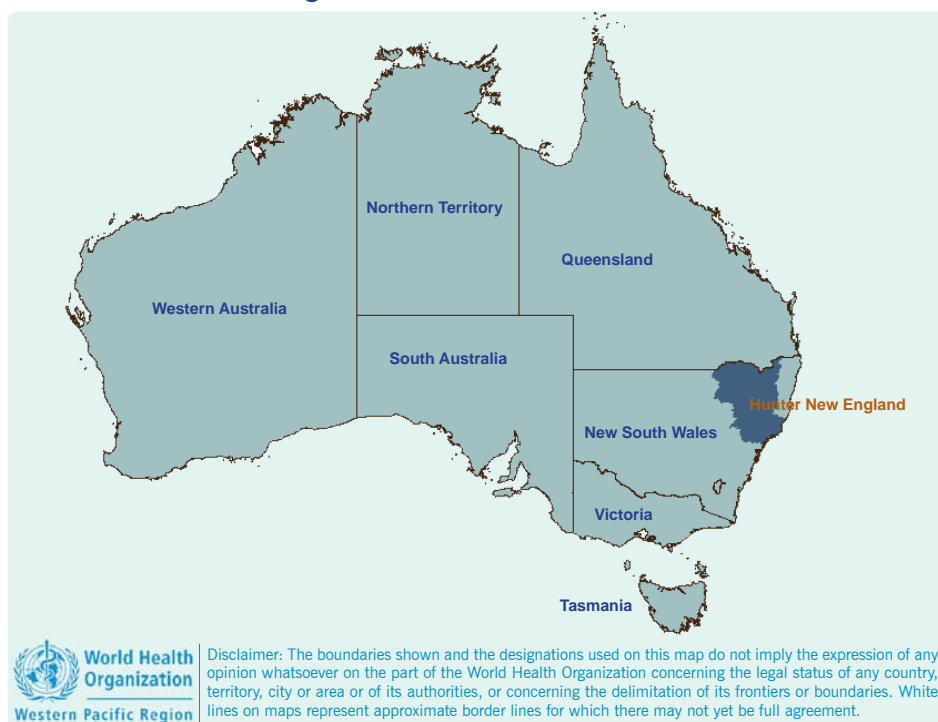 Northern Territory
Queensland
Western Australia
South Australia
Hunter New England
New South Wales
Victoria
Tasmania
World Health
Organization
Western Pacific Region
Disclaimer: The boundaries shown and the designations used on this map do not imply the expression of any
opinion whatsoever on the part of the World Health Organization concerning the legal status of any country,
territory, city or area or of its authorities, or concerning the delimitation of its frontiers or boundaries. White
lines on maps represent approximate border lines for which there may not yet be full agreement.